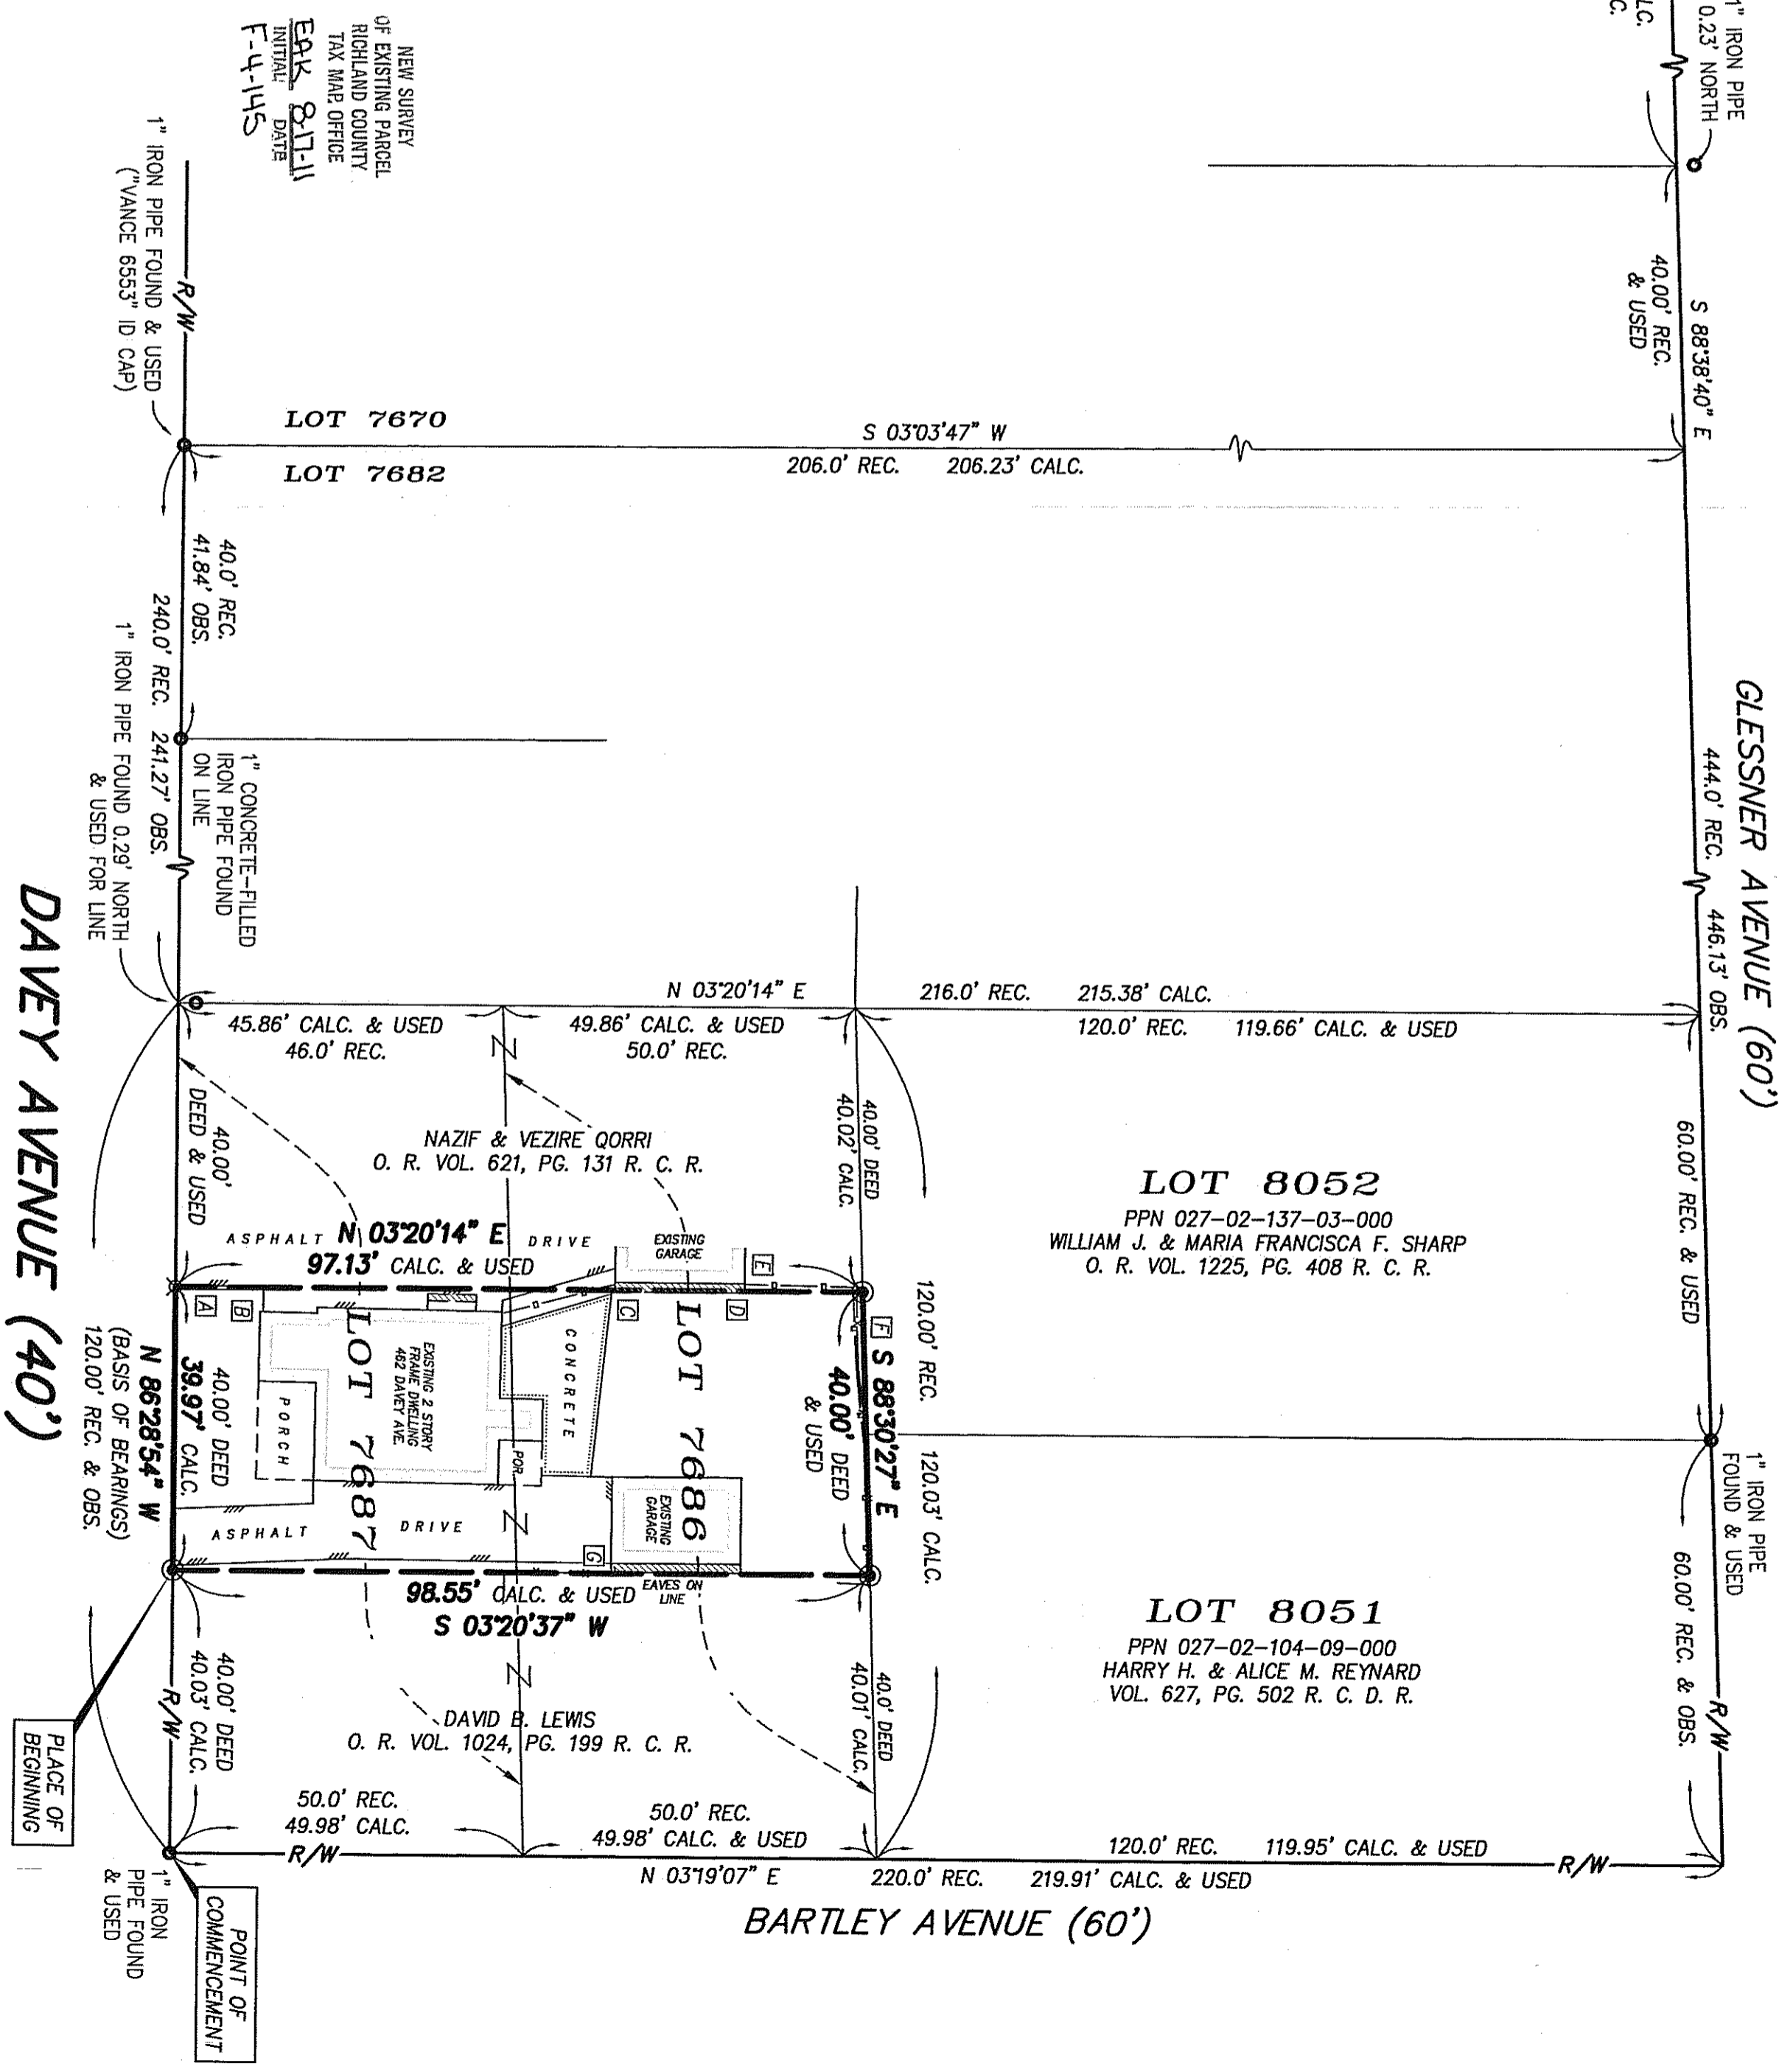 1" IRON PIPE
0.23' NORTH
LC.
C.
40.00' REC.
& USED
S 88°38'40" E
GLESSNER AVENUE (60')
444.0' REC. 446.13' OBS.
60.00' REC. & USED
1" IRON PIPE
FOUND & USED
60.00' REC. & OBS.
R/W
NEW SURVEY
OF EXISTING PARCEL
RICHLAND COUNTY
TAX MAP OFFICE
EAK 8-17-11
INITIAL DATE
F-4-145
1" IRON PIPE FOUND & USED
("VANCE 6553" ID CAP)
R/W
LOT 7670
LOT 7682
S 03°03'47" W
206.0' REC. 206.23' CALC.
40.0' REC.
41.84' OBS.
240.0' REC. 241.27' OBS.
1" CONCRETE-FILLED
IRON PIPE FOUND
ON LINE
1" IRON PIPE FOUND 0.29' NORTH
& USED FOR LINE
DAVEY AVENUE (40')
N 03°20'14" E
216.0' REC. 215.38' CALC.
45.86' CALC. & USED
46.0' REC.
49.86' CALC. & USED
50.0' REC.
120.0' REC. 119.66' CALC. & USED
40.00'
DEED & USED
40.00' DEED
40.02' CALC.
NAZIF & VEZIRE QORRI
O. R. VOL. 621, PG. 131 R. C. R.
LOT 8052
PPN 027-02-137-03-000
WILLIAM J. & MARIA FRANCISCA F. SHARP
O. R. VOL. 1225, PG. 408 R. C. R.
ASPHALT DRIVE
N 03°20'14" E
97.13' CALC. & USED
EXISTING
GARAGE
A
B
C
D
E
F
G
120.00' REC. 120.03' CALC.
S 88°30'27" E
40.00' DEED
& USED
LOT 7686
LOT 7687
CONCRETE
EXISTING 2 STORY
FRAME DWELLING
462 DAVEY AVE.
PORCH
POR
EXISTING
GARAGE
ASPHALT DRIVE
40.00' DEED
39.97' CALC.
N 86°28'54" W
(BASIS OF BEARINGS)
120.00' REC. & OBS.
98.55' CALC. & USED
S 03°20'37" W
EAVES ON
LINE
LOT 8051
PPN 027-02-104-09-000
HARRY H. & ALICE M. REYNARD
VOL. 627, PG. 502 R. C. D. R.
40.00' DEED
40.03' CALC.
R/W
40.0' DEED
40.01' CALC.
DAVID B. LEWIS
O. R. VOL. 1024, PG. 199 R. C. R.
PLACE OF
BEGINNING
50.0' REC.
49.98' CALC.
50.0' REC.
49.98' CALC. & USED
120.0' REC. 119.95' CALC. & USED
R/W
R/W
N 03°19'07" E
220.0' REC. 219.91' CALC. & USED
1" IRON
PIPE FOUND
& USED
POINT OF
COMMENCEMENT
BARTLEY AVENUE (60')